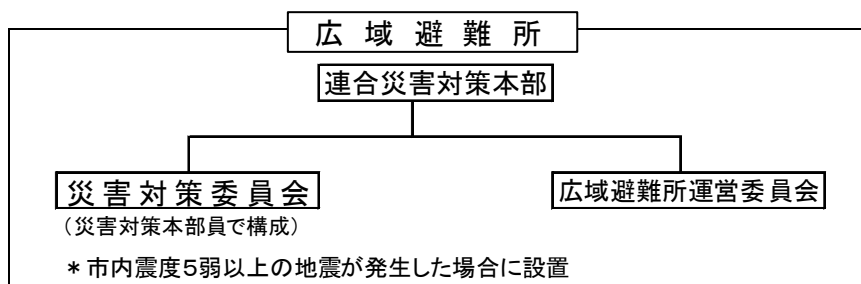 広域避難所
連合災害対策本部
災害対策委員会
広域避難所運営委員会
(災害対策本部員で構成)
*市内震度5弱以上の地震が発生した場合に設置